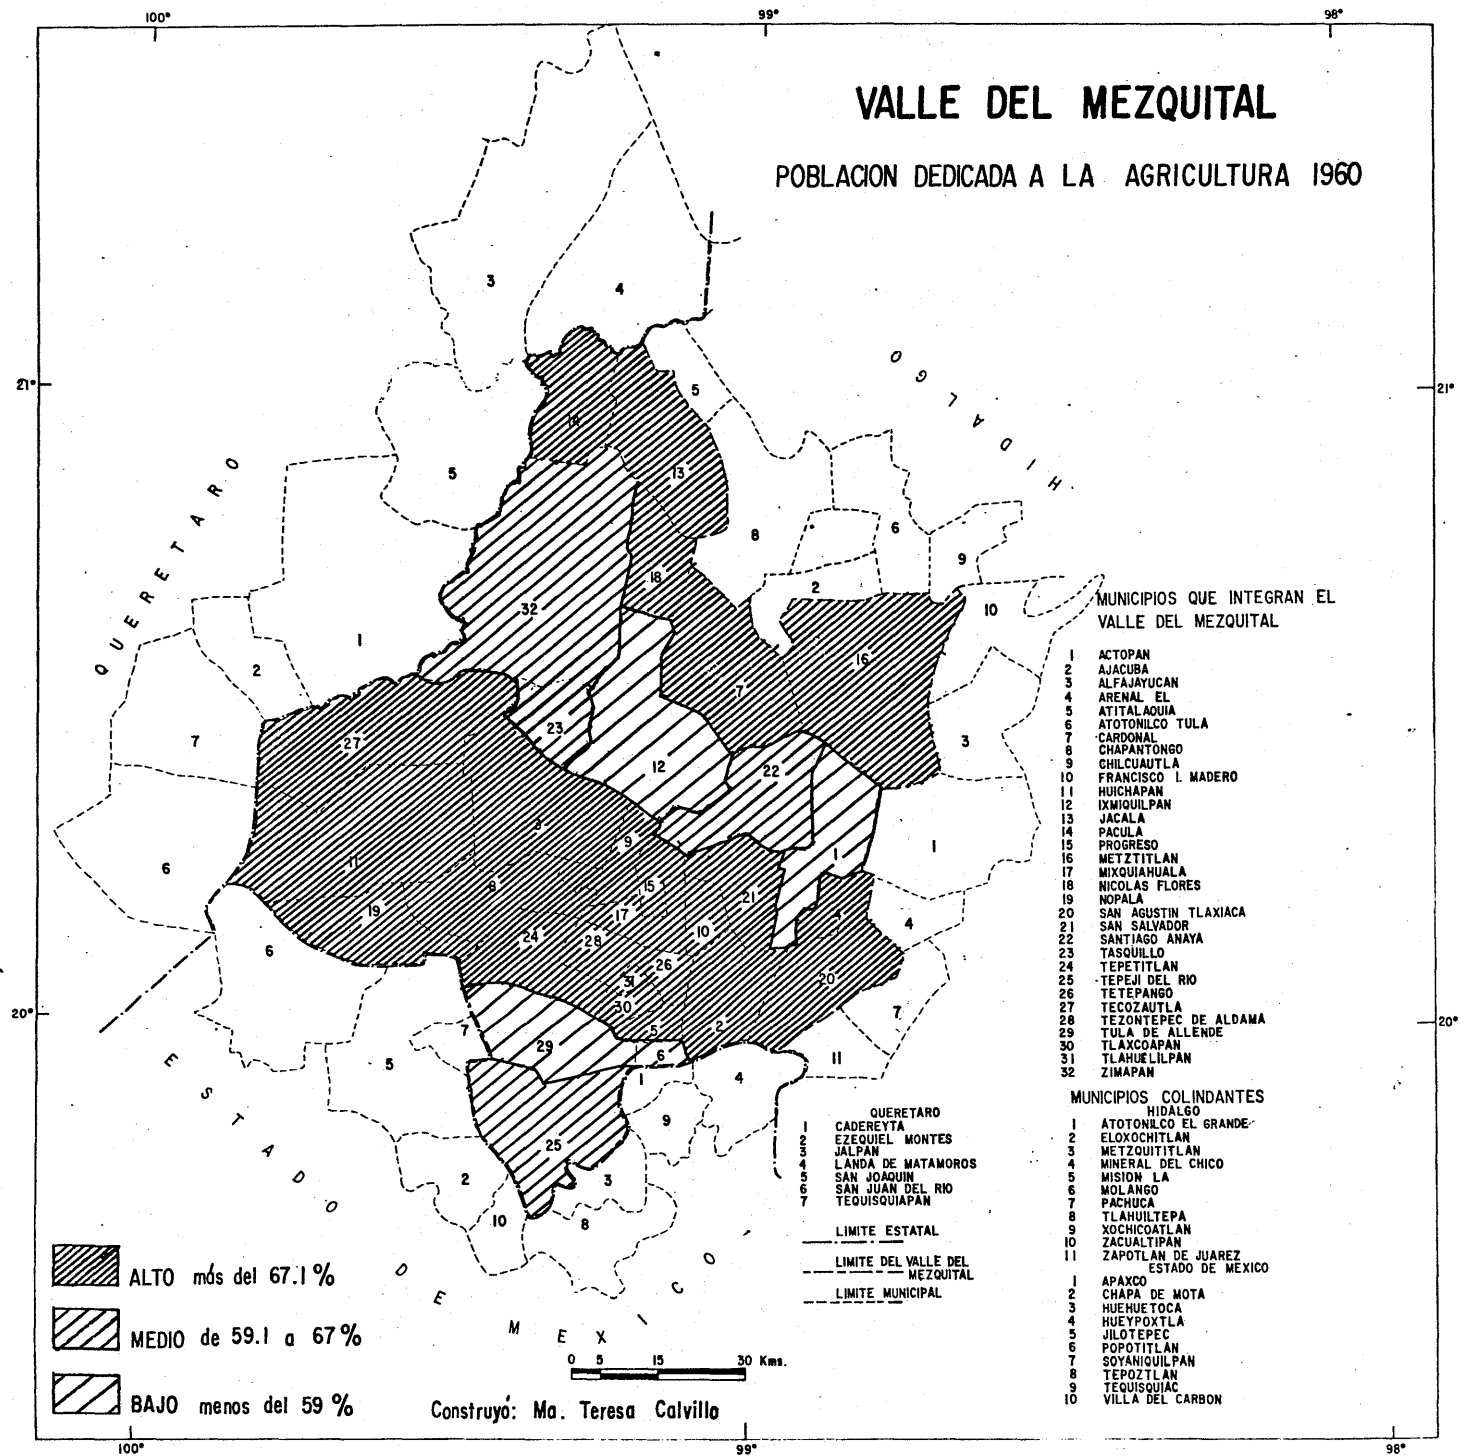 100°
99°
98°
VALLE DEL MEZQUITAL
POBLACION DEDICADA A LA AGRICULTURA 1960
3
4
HIDALGO
21°
21°
5
14
13
5
QUERETARO
8
6
9
18
2
32
10
MUNICIPIOS QUE INTEGRAN EL
VALLE DEL MEZQUITAL
1
2
16
7
7
27
23
12
22
3
1 ACTOPAN
2 AJACUBA
3 ALFAJAYUCAN
4 ARENAL EL
5 ATITALAQUIA
6 ATOTONILCO TULA
7 CARDONAL
8 CHAPANTONGO
9 CHILCUAUTLA
10 FRANCISCO I. MADERO
11 HUICHAPAN
12 IXMIQUILPAN
13 JACALA
14 PACULA
15 PROGRESO
16 METZTITLAN
17 MIXQUIAHUALA
18 NICOLAS FLORES
19 NOPALA
20 SAN AGUSTIN TLAXIACA
21 SAN SALVADOR
22 SANTIAGO ANAYA
23 TASQUILLO
24 TEPETITLAN
25 TEPEJI DEL RIO
26 TETEPANGO
27 TECOZAUTLA
28 TEZONTEPEC DE ALDAMA
29 TULA DE ALLENDE
30 TLAXCOAPAN
31 TLAHUELILPAN
32 ZIMAPAN
3
9
1
1
6
11
8
15
21
19
17
10
4
4
6
24
28
26
20
31
30
7
20°
20°
7
5
2
29
6
11
5
1
4
9
25
2
3
10
8
ESTADO DE MEXICO
MUNICIPIOS COLINDANTES
HIDALGO
1 ATOTONILCO EL GRANDE
2 ELOXOCHITLAN
3 METZQUITITLAN
4 MINERAL DEL CHICO
5 MISION LA
6 MOLANGO
7 PACHUCA
8 TLAHUILTEPA
9 XOCHICOATLAN
10 ZACUALTIPAN
11 ZAPOTLAN DE JUAREZ
ESTADO DE MEXICO
1 APAXCO
2 CHAPA DE MOTA
3 HUEHUETOCA
4 HUEYPOXTLA
5 JILOTEPEC
6 POPOTITLAN
7 SOYANIQUILPAN
8 TEPOZTLAN
9 TEQUISQUIAC
10 VILLA DEL CARBON
QUERETARO
1 CADEREYTA
2 EZEQUIEL MONTES
3 JALPAN
4 LANDA DE MATAMOROS
5 SAN JOAQUIN
6 SAN JUAN DEL RIO
7 TEQUISQUIAPAN
LIMITE ESTATAL
LIMITE DEL VALLE DEL
MEZQUITAL
LIMITE MUNICIPAL
ALTO más del 67.1 %
MEDIO de 59.1 a 67 %
BAJO menos del 59 %
0 5 15 30 Kms.
Construyó: Ma. Teresa Calvillo
100°
99°
98°